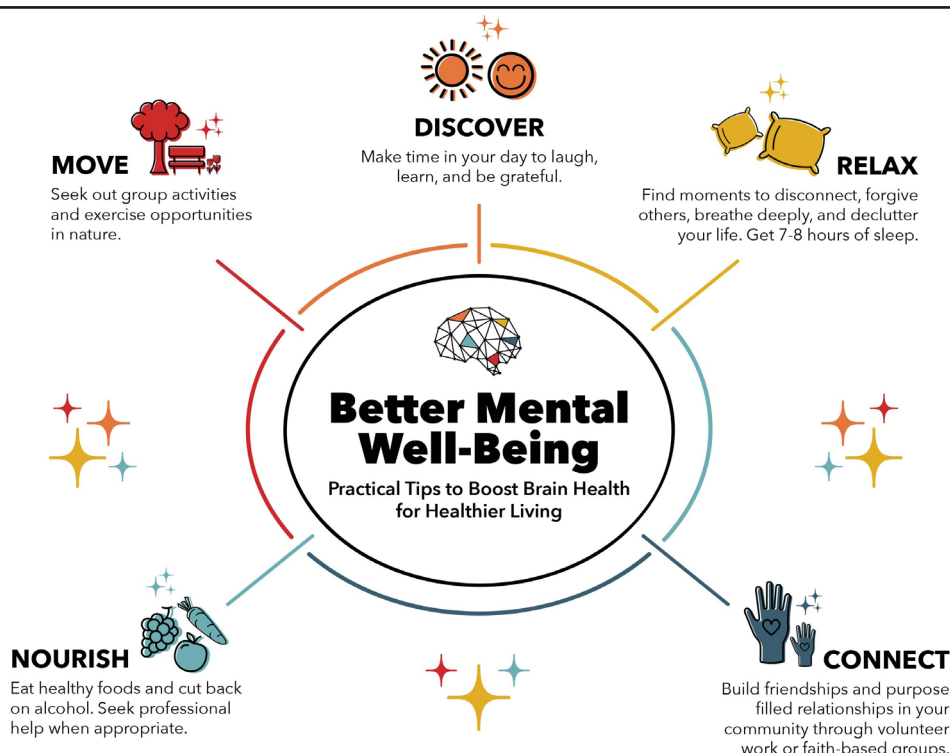 DISCOVER
Make time in your day to laugh,
learn, and be grateful.
MOVE
Seek out group activities
and exercise opportunities
in nature.
RELAX
Find moments to disconnect, forgive
others, breathe deeply, and declutter
your life. Get 7-8 hours of sleep.
Better Mental
Well-Being
Practical Tips to Boost Brain Health
for Healthier Living
NOURISH
Eat healthy foods and cut back
on alcohol. Seek professional
help when appropriate.
CONNECT
Build friendships and purpose
filled relationships in your
community through volunteer
work or faith-based groups.